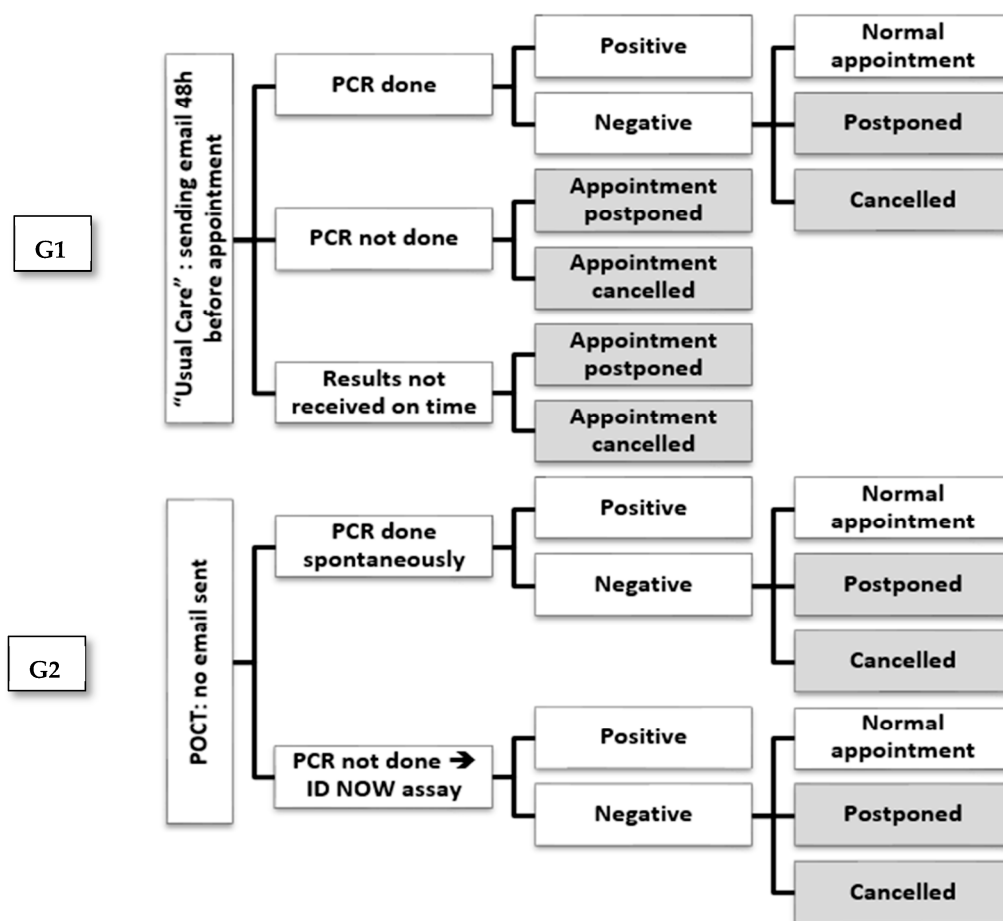 G1
“Usual Care” : sending email 48h
before appointment
PCR done
Positive
Negative
Normal
appointment
Postponed
Cancelled
PCR not done
Appointment
postponed
Appointment
cancelled
Results not
received on time
Appointment
postponed
Appointment
cancelled
G2
POCT: no email sent
PCR done
spontaneously
Positive
Negative
Normal
appointment
Postponed
Cancelled
PCR not done ➔
ID NOW assay
Positive
Negative
Normal
appointment
Postponed
Cancelled